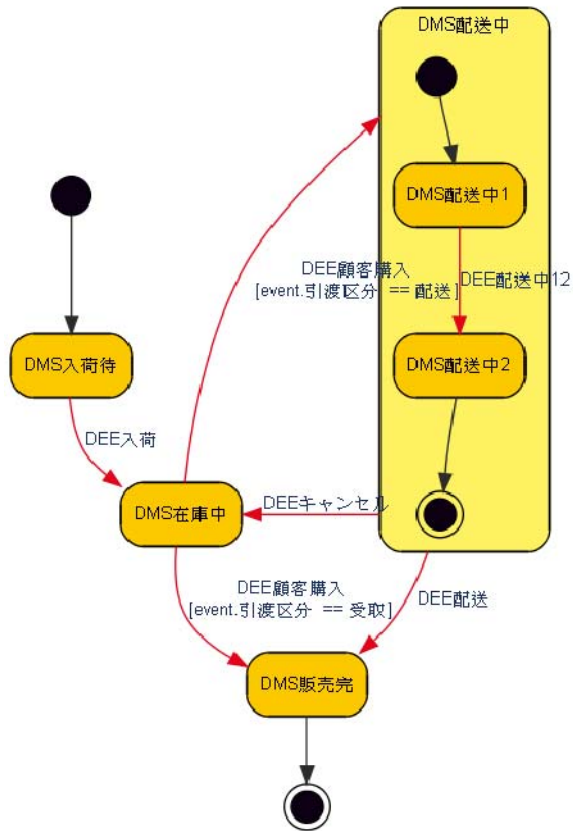 DMS配送中
DMS配送中1
DEE顧客購入
[event.引渡区分 == 配送]
DEE配送中12
DMS入荷待
DMS配送中2
DEE入荷
DMS在庫中
DEEキャンセル
DEE顧客購入
[event.引渡区分 == 受取]
DEE配送
DMS販売完